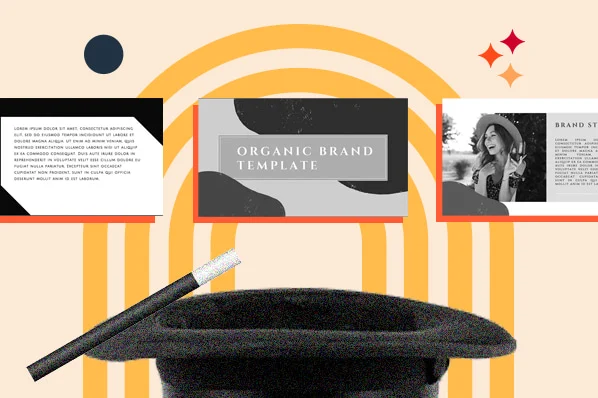 LOREM IPSUM DOLOR SIT AMET, CONSECTETUR ADIPISCING
ELIT, SED DO EIUSMOD TEMPOR INCIDIDUNT UT LABORE ET
DOLORE MAGNA ALIQUA. UT ENIM AD MINIM VENIAM, QUIS
NOSTRUD EXERCITATION ULLAMCO LABORIS NISI UT ALIQUIP
EX EA COMMODO CONSEQUAT. DUIS AUTE IRURE DOLOR IN
REPREHENDERIT IN VOLUPTATE VELIT ESSE CILLUM DOLORE EU
FUGIAT NULLA PARIATUR. EXCEPTEUR SINT OCCAECAT
CUPIDATAT NON PROIDENT, SUNT IN CULPA QUI OFFICIA
DESERUNT MOLLIT ANIM ID EST LABORUM.
ORGANIC BRAND
TEMPLATE
BRAND ST